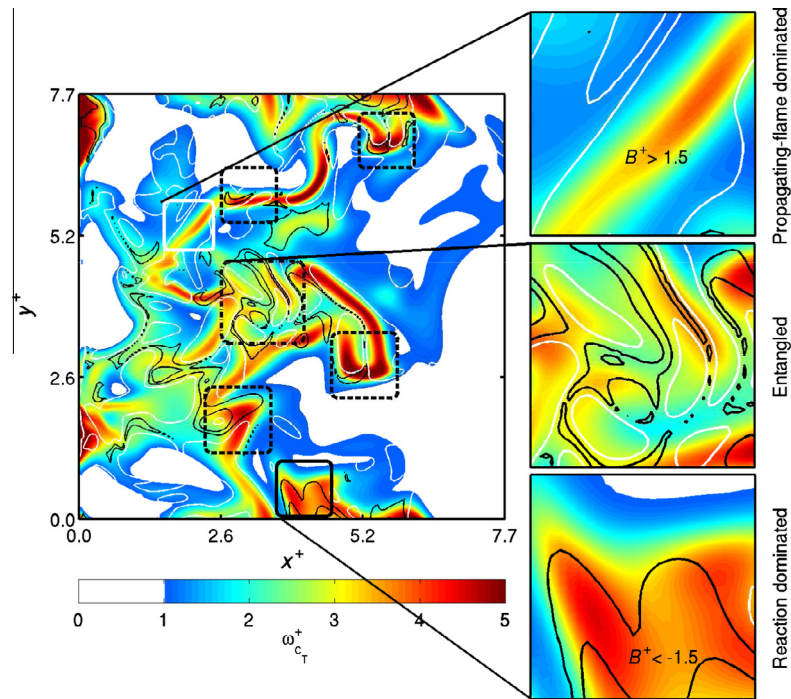 7.7
5.2
2.6
0.0
y+
0.0
2.6
5.2
7.7
x+
0
1
2
3
4
5
ω+cT
B+ > 1.5
Propagating-flame dominated
Entangled
B+ < -1.5
Reaction dominated